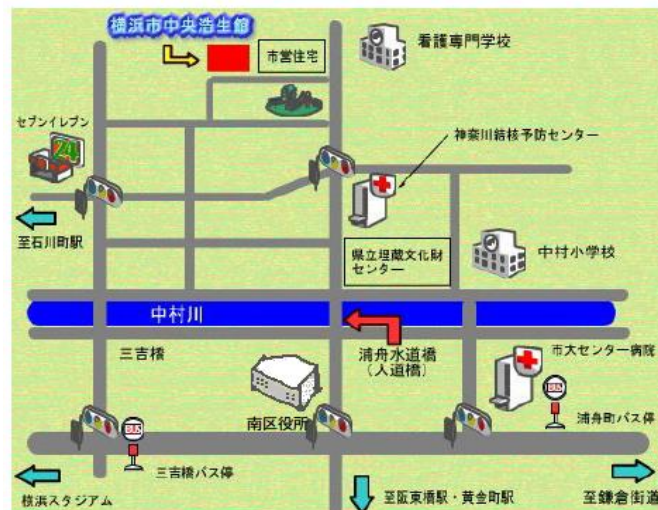 横浜市中央浩生館
市営住宅
看護専門学校
セブンイレブン
24
神奈川結核予防センター
至石川町駅
県立埋蔵文化財
センター
中村小学校
中村川
三吉橋
浦舟水道橋
(人道橋)
市大センター病院
南区役所
BUS
浦舟町バス停
BUS
三吉橋バス停
横浜スタジアム
至阪東橋駅・黄金町駅
至鎌倉街道